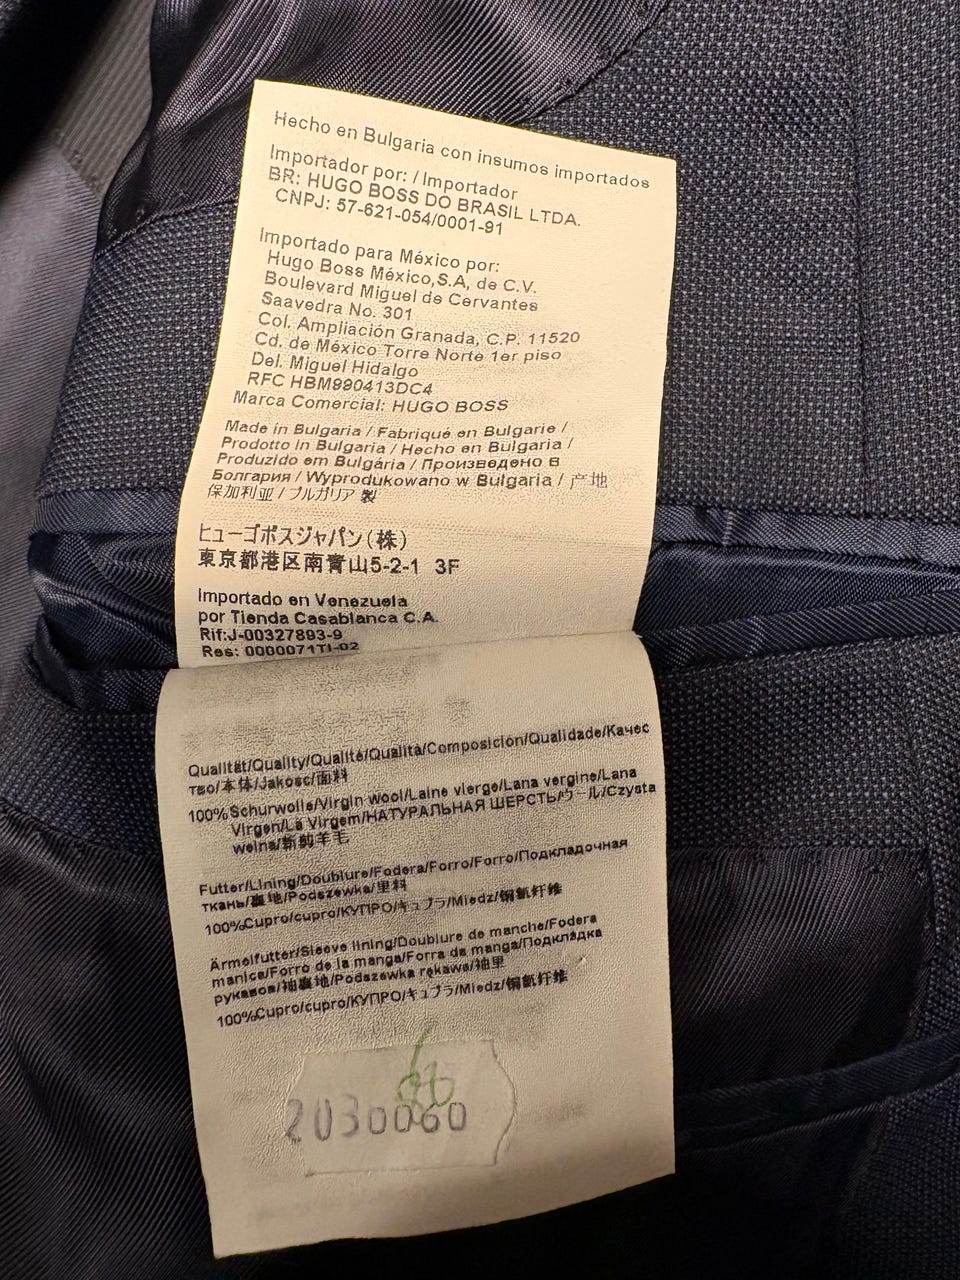 Hecho en Bulgaria con insumos importados
Importador por: / Importador
BR: HUGO BOSS DO BRASIL LTDA.
CNPJ: 57-621-054/0001-91
Importado para México por:
Hugo Boss México,S.A, de C.V.
Boulevard Miguel de Cervantes
Saavedra No. 301
Col. Ampliación Granada, C.P. 11520
Cd. de México Torre Norte 1er piso
Del. Miguel Hidalgo
RFC HBM990413DC4
Marca Comercial: HUGO BOSS
Made in Bulgaria / Fabriqué en Bulgarie /
Prodotto in Bulgaria / Hecho en Bulgaria /
Produzido em Bulgária / Произведено в
Болгария / Wyprodukowano w Bulgaria / 产地
保加利亚 / ブルガリア 製
ヒューゴボスジャパン(株)
東京都港区南青山5-2-1 3F
Importado en Venezuela
por Tienda Casablanca C.A.
Rif:J-00327893-9
Res: 0000071TI-02
Qualität/Quality/Qualité/Qualità/Composición/Qualidade/Качес
тво/本体/Jakosc/面料
100%Schurwolle/Virgin wool/Laine vierge/Lana vergine/Lana
Virgen/Lã Virgem/НАТУРАЛЬНАЯ ШЕРСТЬ/ウール/Czysta
welna/新剪羊毛
Futter/Lining/Doublure/Fodera/Forro/Forro/Подкладочная
ткань/裏地/Podszewka/里料
100%Cupro/cupro/КУПРО/キュプラ/Miedz/铜氨纤维
Ärmelfutter/Sleeve lining/Doublure de manche/Fodera
manica/Forro de la manga/Forra da manga/Подкладка
рукавов/袖裏地/Podszewka rękawa/袖里
100%Cupro/cupro/КУПРО/キュプラ/Miedz/铜氨纤维
2030060